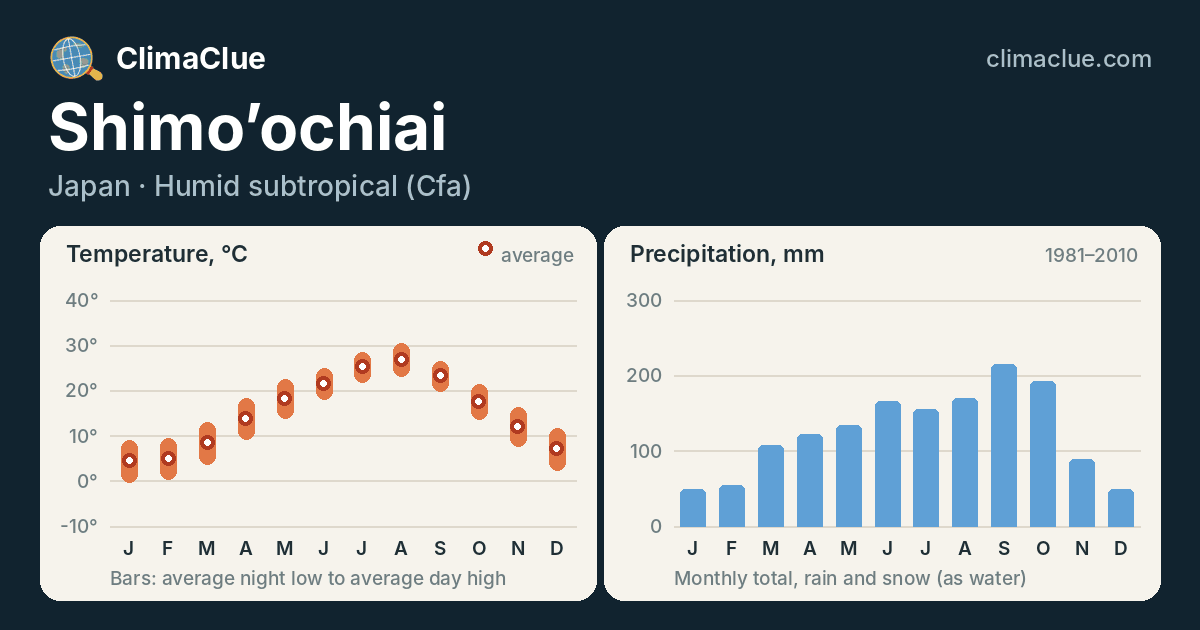 ClimaClue
climaclue.com
Shimo’ochiai
Japan · Humid subtropical (Cfa)
Temperature, °C
average
40°
30°
20°
10°
0°
-10°
J F M A M J J A S O N D
Bars: average night low to average day high
Precipitation, mm
1981–2010
300
200
100
0
J F M A M J J A S O N D
Monthly total, rain and snow (as water)